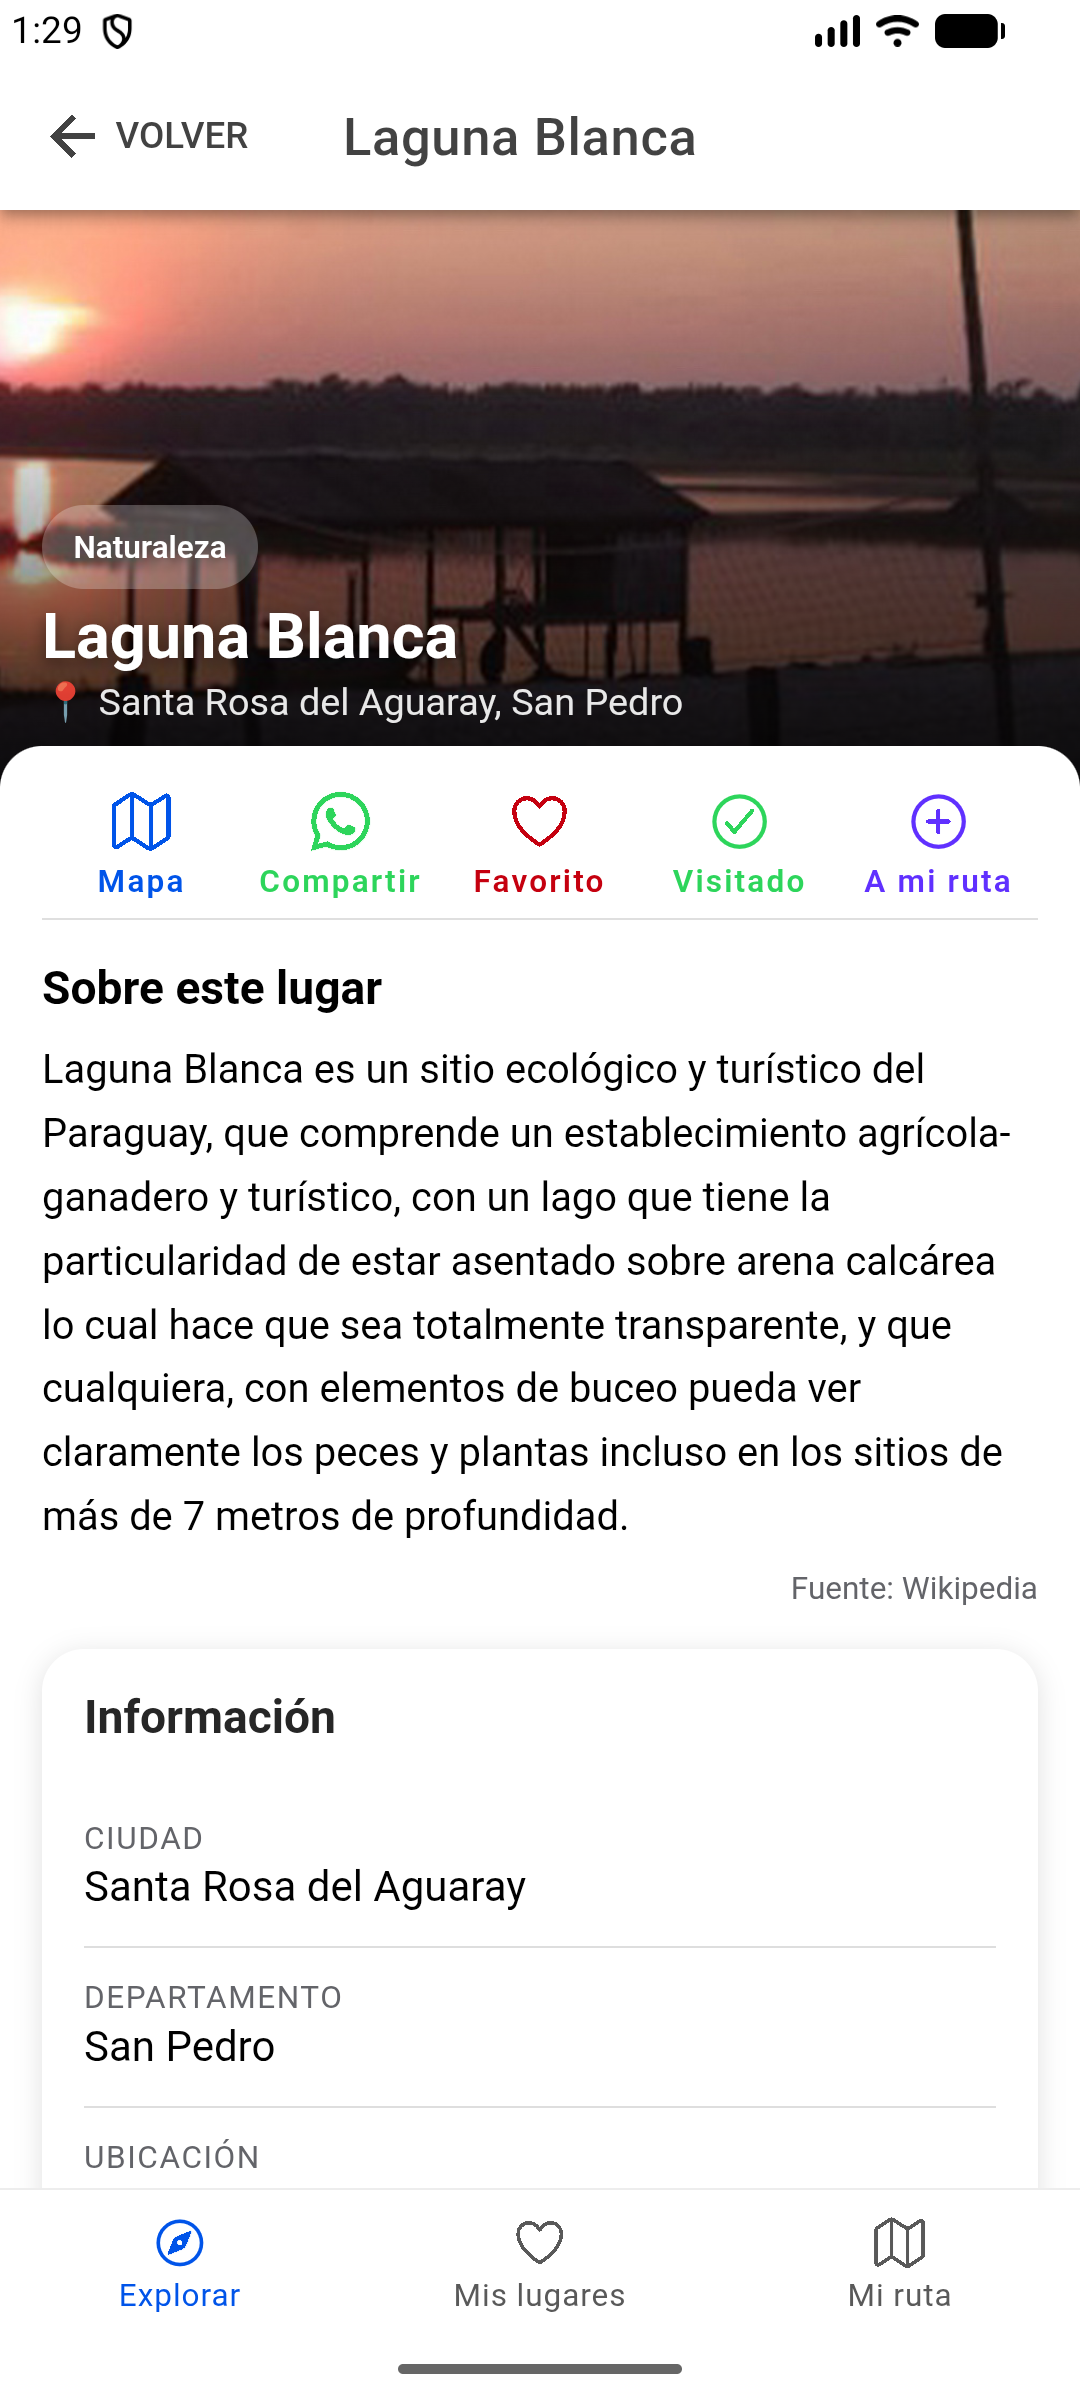 1:29
VOLVER
Laguna Blanca
Naturaleza
Laguna Blanca
📍 Santa Rosa del Aguaray, San Pedro
Mapa
Compartir
Favorito
Visitado
A mi ruta
Sobre este lugar
Laguna Blanca es un sitio ecológico y turístico del
Paraguay, que comprende un establecimiento agrícola-
ganadero y turístico, con un lago que tiene la
particularidad de estar asentado sobre arena calcárea
lo cual hace que sea totalmente transparente, y que
cualquiera, con elementos de buceo pueda ver
claramente los peces y plantas incluso en los sitios de
más de 7 metros de profundidad.
Fuente: Wikipedia
Información
CIUDAD
Santa Rosa del Aguaray
DEPARTAMENTO
San Pedro
UBICACIÓN
Explorar
Mis lugares
Mi ruta